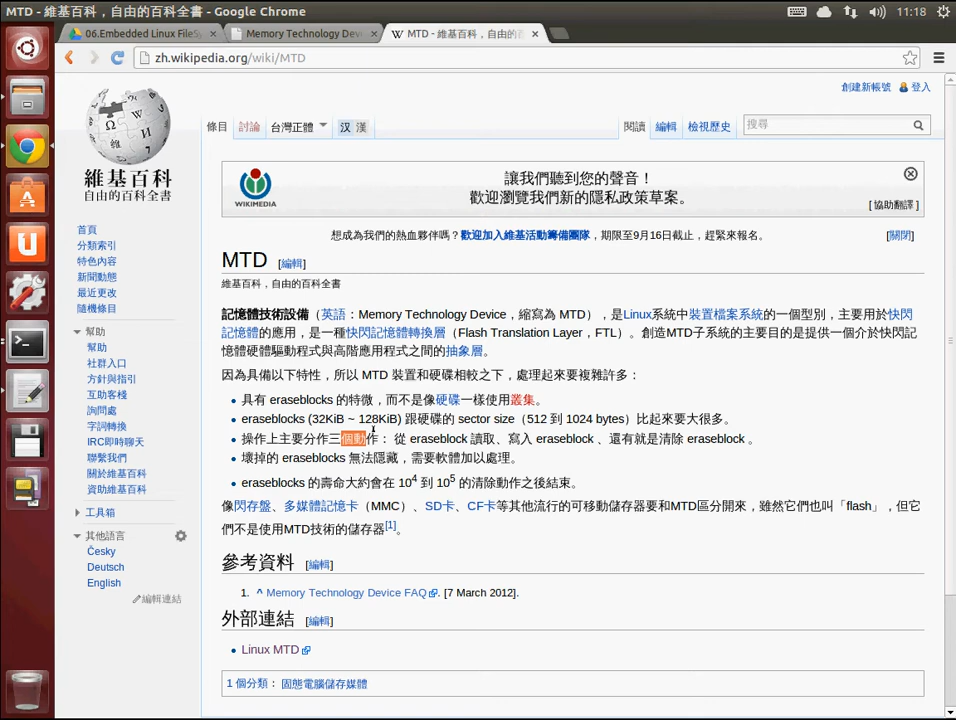 MTD - 維基百科，自由的百科全書 - Google Chrome
11:18
06.Embedded Linux FileSy
Memory Technology Devi
MTD - 維基百科，自由的百
zh.wikipedia.org/wiki/MTD
創建新帳號 登入
條目 討論 台灣正體 汉 漢 閱讀 編輯 檢視歷史 搜尋
維基百科
自由的百科全書
WIKIMEDIA
讓我們聽到您的聲音！
歡迎瀏覽我們新的隱私政策草案。
[ 協助翻譯 ]
想成為我們的熱血夥伴嗎？歡迎加入維基活動籌備團隊，期限至9月16日截止，趕緊來報名。
[關閉]
首頁
分類索引
特色內容
新聞動態
最近更改
隨機條目
幫助
幫助
社群入口
方針與指引
互助客棧
詢問處
字詞轉換
IRC即時聊天
聯繫我們
關於維基百科
資助維基百科
工具箱
其他語言
Česky
Deutsch
English
編輯連結
MTD [編輯]
維基百科，自由的百科全書
記憶體技術設備（英語：Memory Technology Device，縮寫為 MTD），是Linux系統中裝置檔案系統的一個型別，主要用於快閃
記憶體的應用，是一種快閃記憶體轉換層（Flash Translation Layer，FTL）。創造MTD子系統的主要目的是提供一個介於快閃記
憶體硬體驅動程式與高階應用程式之間的抽象層。
因為具備以下特性，所以 MTD 裝置和硬碟相較之下，處理起來要複雜許多：
具有 eraseblocks 的特徵，而不是像硬碟一樣使用叢集。
eraseblocks (32KiB ~ 128KiB) 跟硬碟的 sector size（512 到 1024 bytes）比起來要大很多。
操作上主要分作三個動作： 從 eraseblock 讀取、寫入 eraseblock 、還有就是清除 eraseblock 。
壞掉的 eraseblocks 無法隱藏，需要軟體加以處理。
eraseblocks 的壽命大約會在 10⁴ 到 10⁵ 的清除動作之後結束。
像閃存盤、多媒體記憶卡（MMC）、SD卡、CF卡等其他流行的可移動儲存器要和MTD區分開來，雖然它們也叫「flash」，但它
們不是使用MTD技術的儲存器[1]。
參考資料 [編輯]
1. ^ Memory Technology Device FAQ. [7 March 2012].
外部連結 [編輯]
Linux MTD
1 個分類： 固態電腦儲存媒體